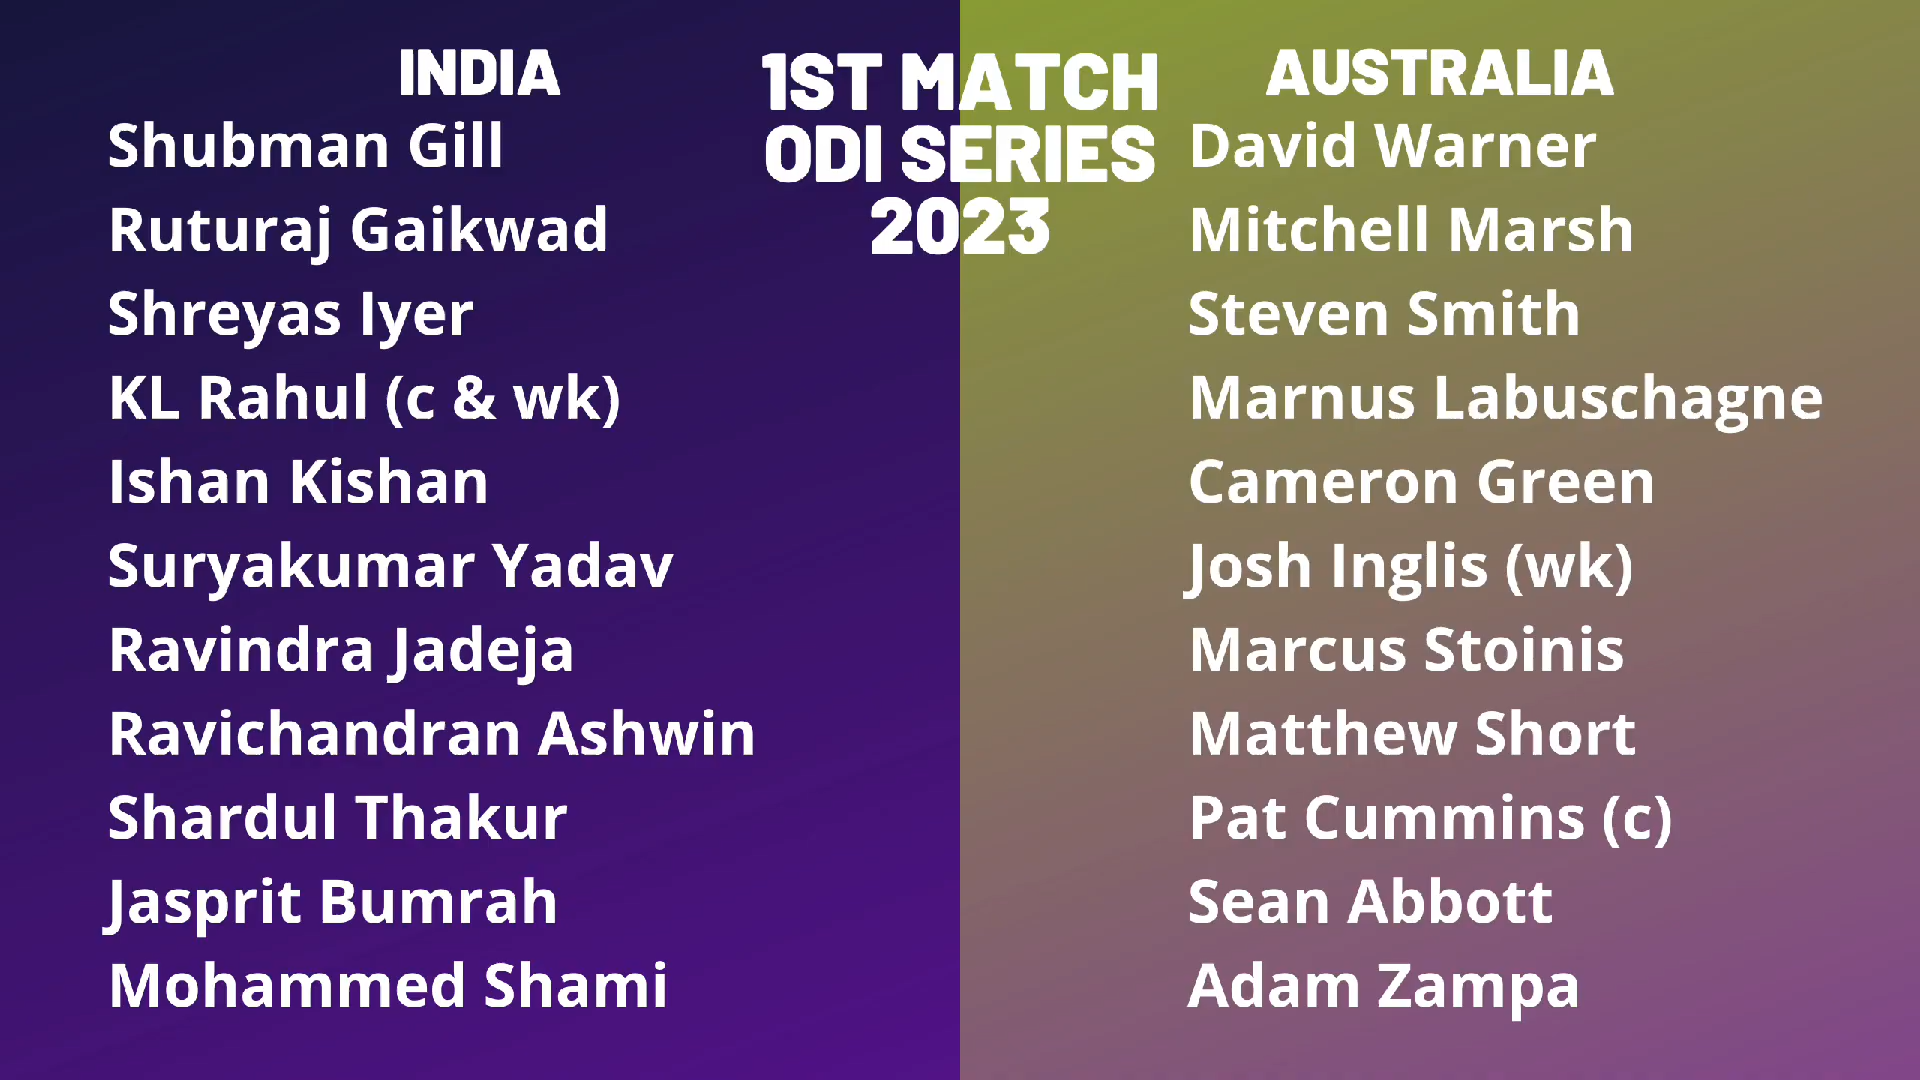 INDIA
Shubman Gill
Ruturaj Gaikwad
Shreyas Iyer
KL Rahul (c & wk)
Ishan Kishan
Suryakumar Yadav
Ravindra Jadeja
Ravichandran Ashwin
Shardul Thakur
Jasprit Bumrah
Mohammed Shami
1ST MATCH
ODI SERIES
2023
AUSTRALIA
David Warner
Mitchell Marsh
Steven Smith
Marnus Labuschagne
Cameron Green
Josh Inglis (wk)
Marcus Stoinis
Matthew Short
Pat Cummins (c)
Sean Abbott
Adam Zampa